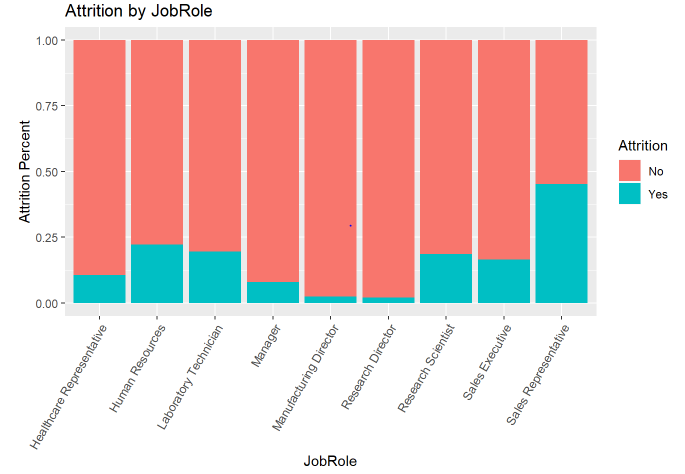 Attrition by JobRole
Attrition Percent
1.00
0.75
0.50
0.25
0.00
Healthcare Representative
Human Resources
Laboratory Technician
Manager
Manufacturing Director
Research Director
Research Scientist
Sales Executive
Sales Representative
JobRole
Attrition
No
Yes